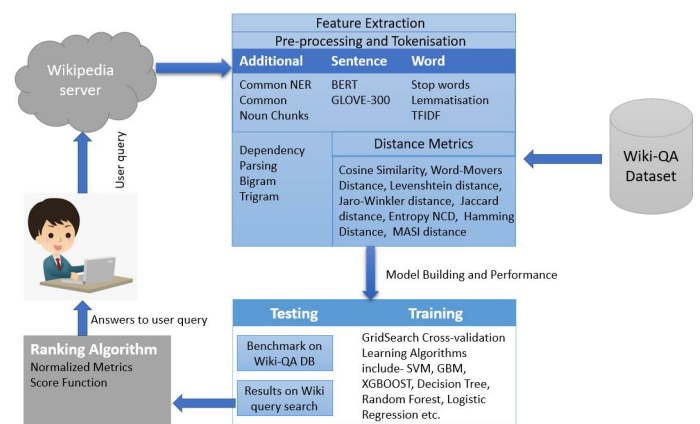 Feature Extraction
Pre-processing and Tokenisation
Additional Sentence Word
Common NER
Common
Noun Chunks
BERT
GLOVE-300
Stop words
Lemmatisation
TFIDF
Dependency
Parsing
Bigram
Trigram
Distance Metrics
Cosine Similarity, Word-Movers
Distance, Levenshtein distance,
Jaro-Winkler distance, Jaccard
distance, Entropy NCD, Hamming
Distance, MASI distance
Wikipedia
server
User query
Wiki-QA
Dataset
Model Building and Performance
Testing
Benchmark on
Wiki-QA DB
Results on Wiki
query search
Training
GridSearch Cross-validation
Learning Algorithms
include- SVM, GBM,
XGBOOST, Decision Tree,
Random Forest, Logistic
Regression etc.
Answers to user query
Ranking Algorithm
Normalized Metrics
Score Function